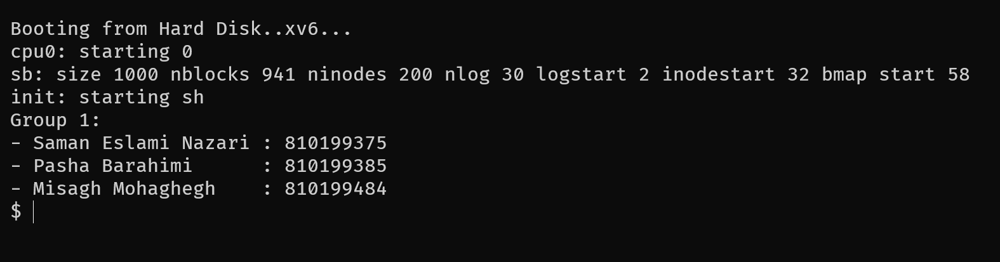 Booting from Hard Disk..xv6...
cpu0: starting 0
sb: size 1000 nblocks 941 ninodes 200 nlog 30 logstart 2 inodestart 32 bmap start 58
init: starting sh
Group 1:
- Saman Eslami Nazari : 810199375
- Pasha Barahimi      : 810199385
- Misagh Mohaghegh    : 810199484
$